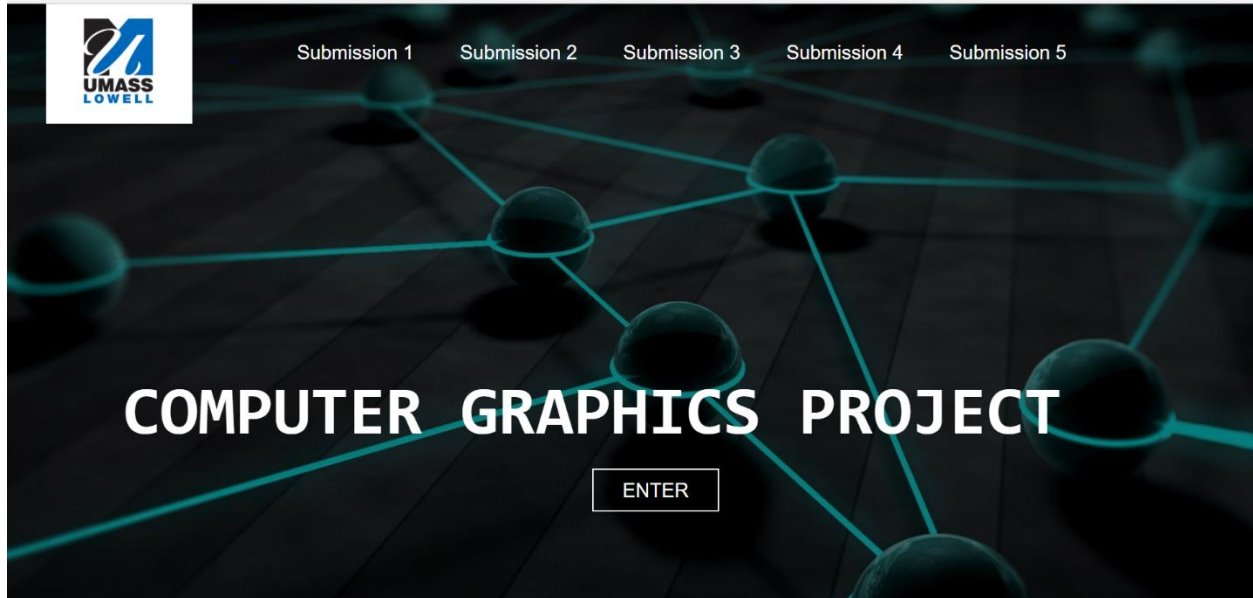 UMASS
LOWELL
Submission 1 Submission 2 Submission 3 Submission 4 Submission 5
COMPUTER GRAPHICS PROJECT
ENTER